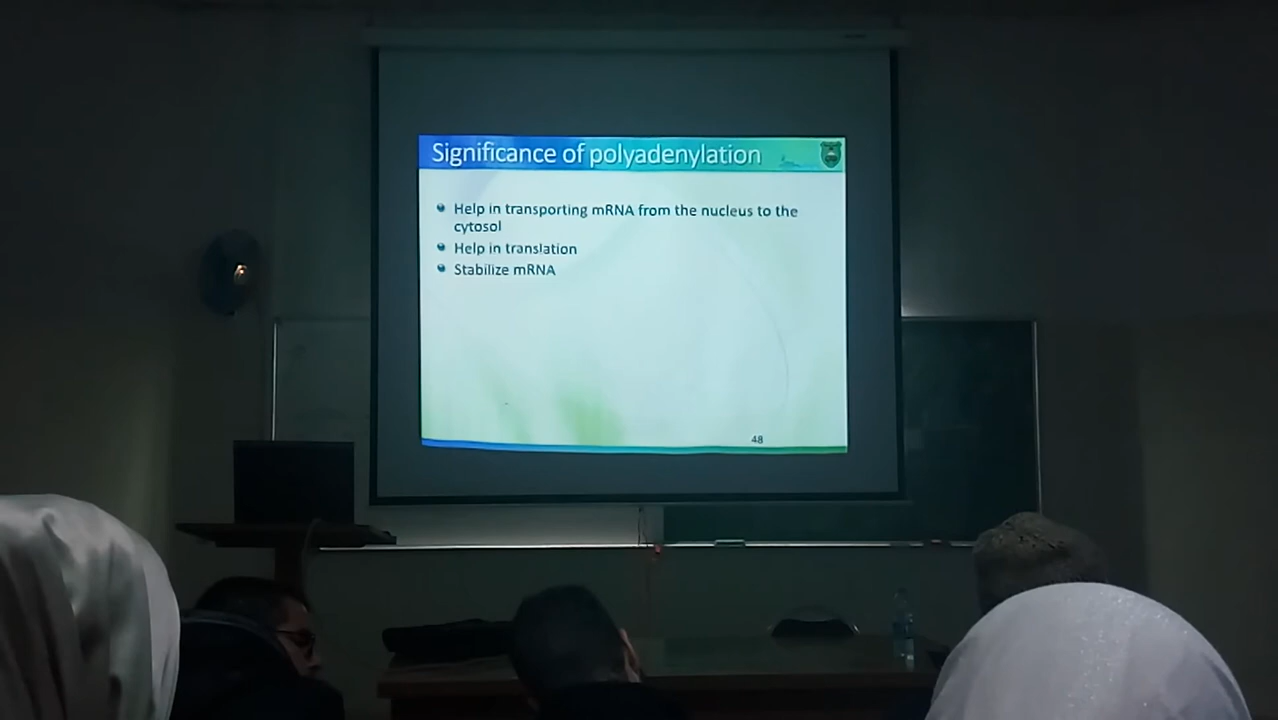 Significance of polyadenylation
Help in transporting mRNA from the nucleus to the
cytosol
Help in translation
Stabilize mRNA
48